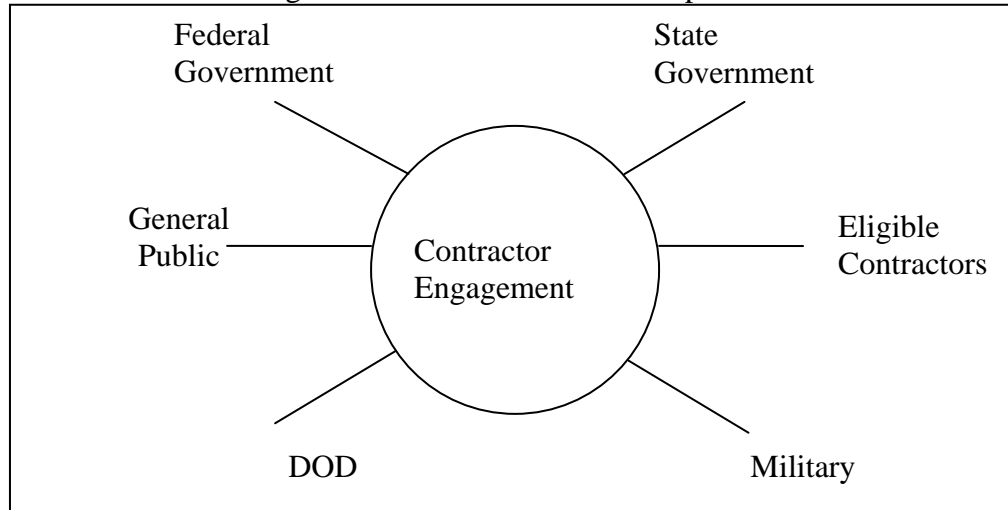 Federal
Government
State
Government
General
Public
Contractor
Engagement
Eligible
Contractors
DOD
Military